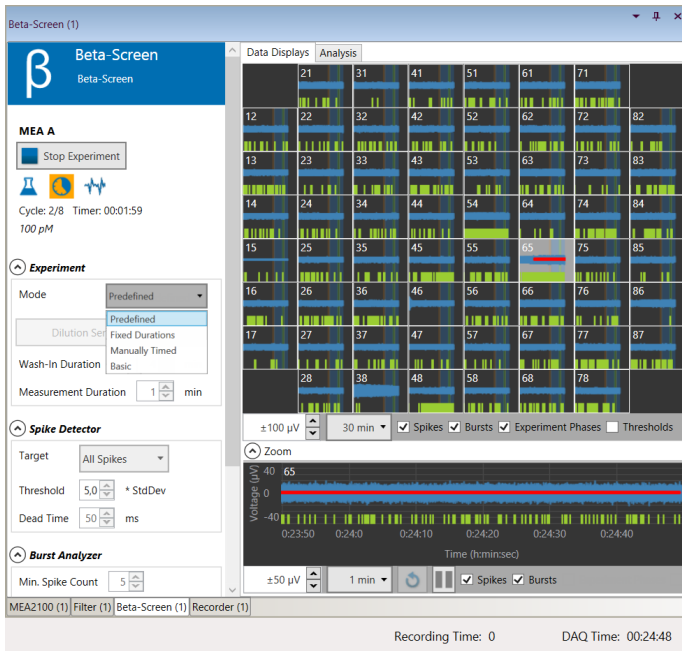 Beta-Screen (1)
β
Beta-Screen
Beta-Screen
MEA A
Stop Experiment
Cycle: 2/8 Timer: 00:01:59
100 pM
Experiment
Mode
Predefined
Predefined
Fixed Durations
Manually Timed
Basic
Dilution Ser
Wash-In Duration
Measurement Duration 1 min
Spike Detector
Target All Spikes
Threshold 5,0 * StdDev
Dead Time 50 ms
Burst Analyzer
Min. Spike Count 5
Data Displays Analysis
21 31 41 51 61 71
12 22 32 42 52 62 72 82
13 23 33 43 53 63 73 83
14 24 34 44 54 64 74 84
15 25 35 45 55 65 75 85
16 26 36 46 56 66 76 86
17 27 37 47 57 67 77 87
28 38 48 58 68 78
±100 µV 30 min Spikes Bursts Experiment Phases Thresholds
Zoom
65
Voltage (µV)
40
0
-40
0:23:50 0:24:0 0:24:10 0:24:20 0:24:30 0:24:40
Time (h:min:sec)
±50 µV 1 min Spikes Bursts
MEA2100 (1) Filter (1) Beta-Screen (1) Recorder (1)
Recording Time: 0 DAQ Time: 00:24:48